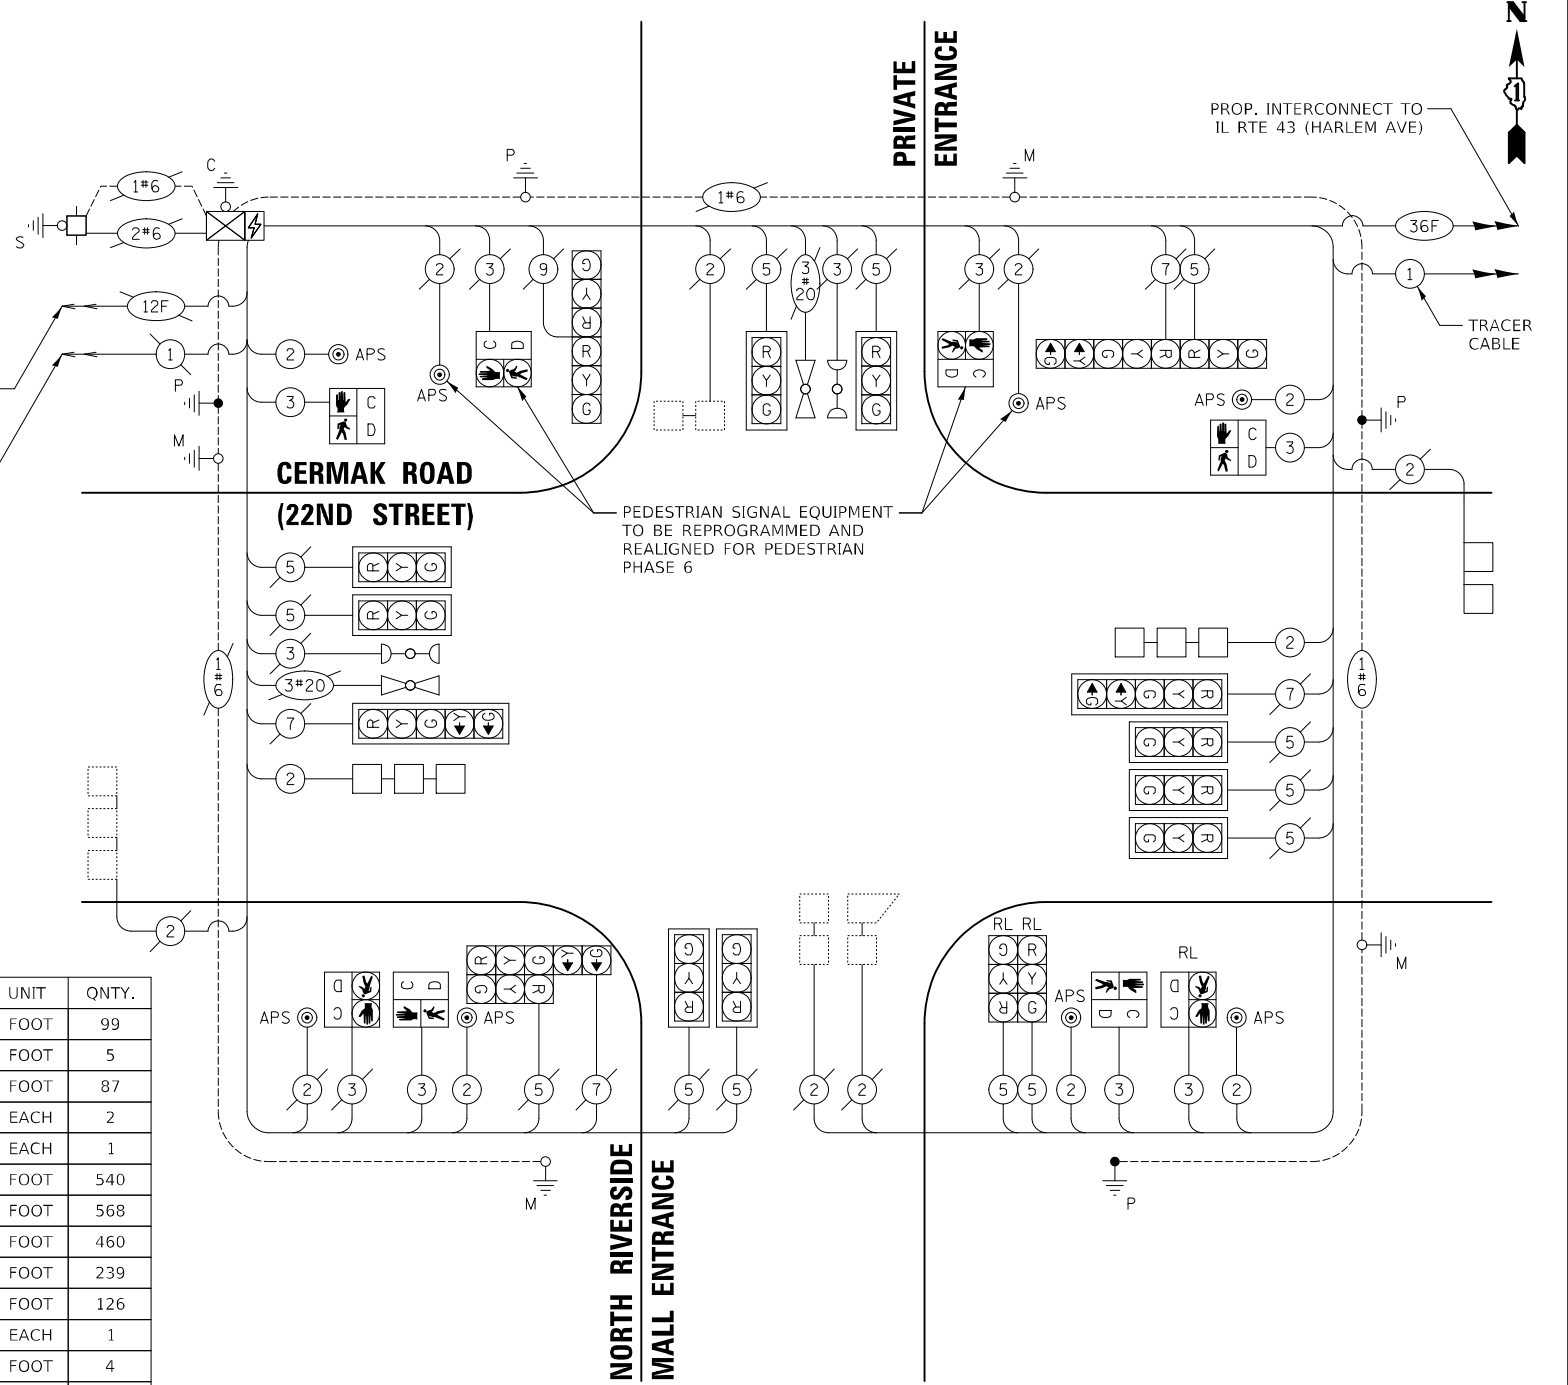 N
1
PRIVATE
ENTRANCE
PROP. INTERCONNECT TO
IL RTE 43 (HARLEM AVE)
C
P
M
1#6
1#6
2#6
S
36F
2
3
9
2
5
3#20
3
5
3
2
7
5
1
TRACER
CABLE
12F
1
2
APS
3
C
D
P
M
APS
C
D
G
Y
R
R
Y
G
R
Y
G
R
Y
G
D
C
APS
G
Y
G
Y
R
R
Y
G
APS
2
C
D
3
P
2
CERMAK ROAD
(22ND STREET)
PEDESTRIAN SIGNAL EQUIPMENT
TO BE REPROGRAMMED AND
REALIGNED FOR PEDESTRIAN
PHASE 6
5
R
Y
G
5
R
Y
G
3
3#20
7
R
Y
G
Y
G
2
1#6
2
1#6
G
Y
G
Y
R
7
G
Y
R
5
G
Y
R
5
G
Y
R
5
2
APS
D
C
C
D
APS
R
Y
G
Y
G
G
Y
R
G
Y
R
G
Y
R
RL RL
G
Y
R
R
Y
G
APS
D
C
RL
D
C
APS
M
2
3
3
2
5
7
5
5
2
2
5
5
2
3
3
2
M
P
NORTH RIVERSIDE
MALL ENTRANCE
UNIT QNTY.
FOOT 99
FOOT 5
FOOT 87
EACH 2
EACH 1
FOOT 540
FOOT 568
FOOT 460
FOOT 239
FOOT 126
EACH 1
FOOT 4